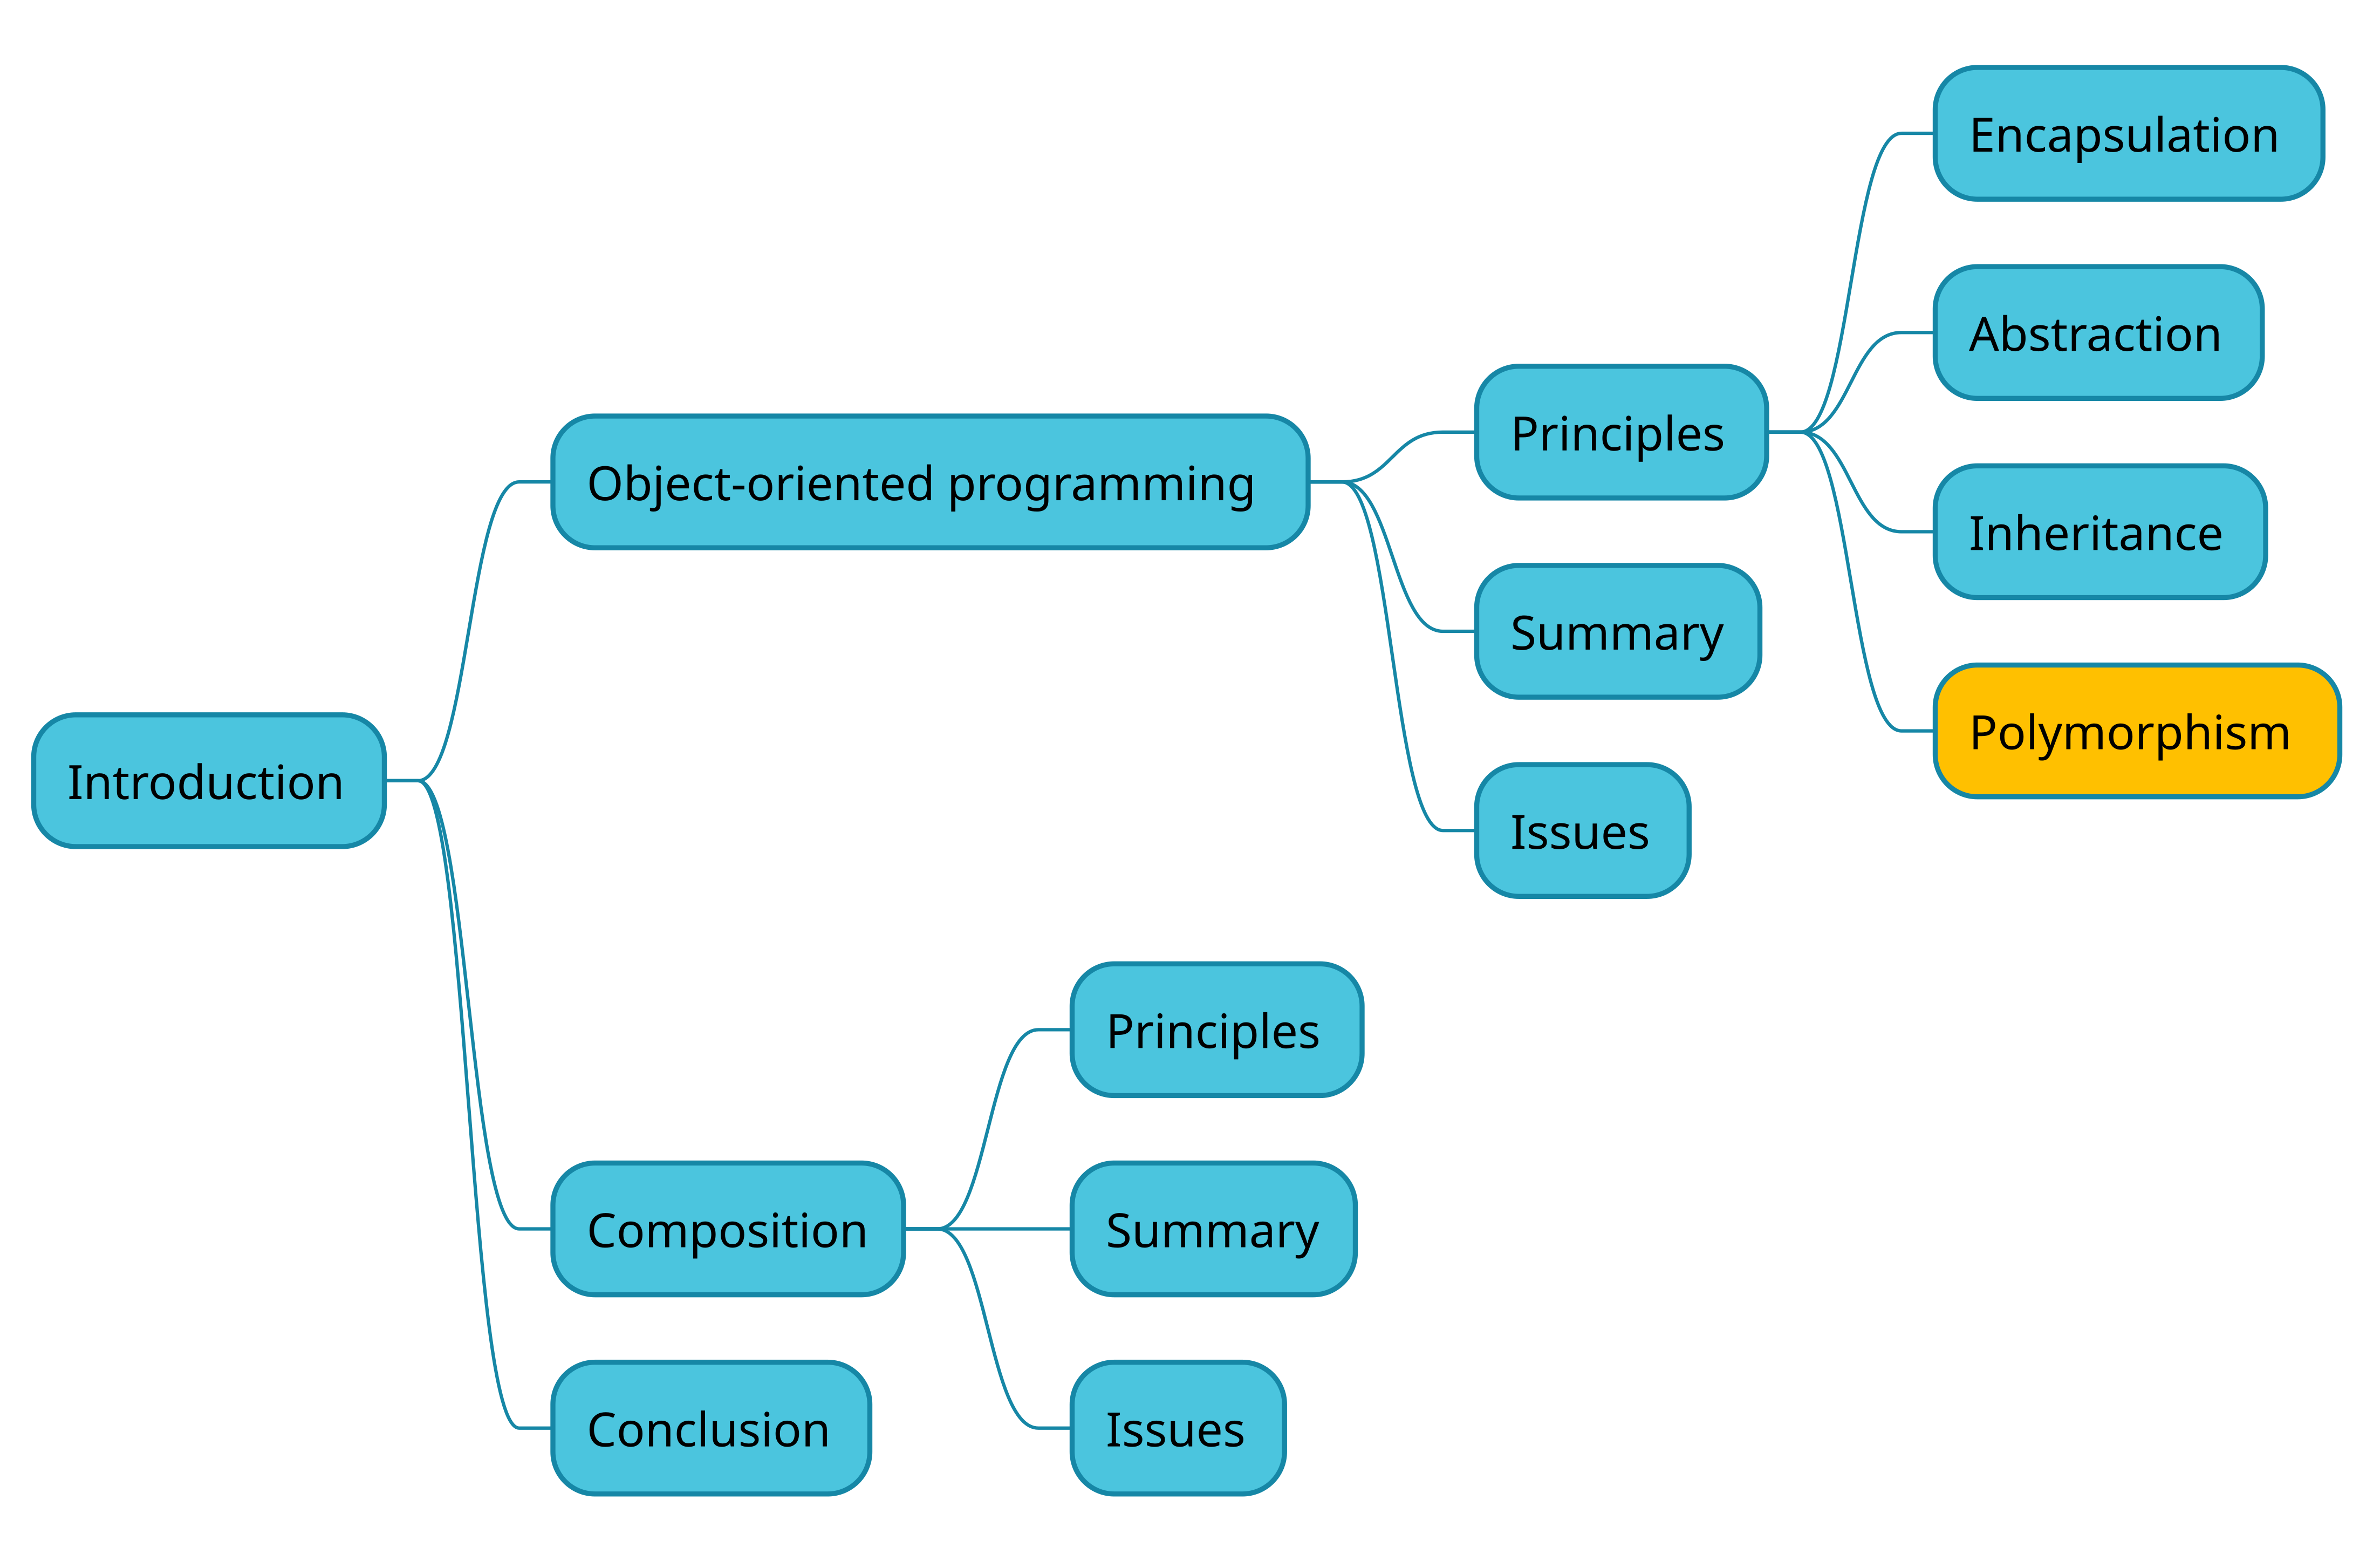 Introduction
Object-oriented programming
Principles
Encapsulation
Abstraction
Inheritance
Polymorphism
Summary
Issues
Composition
Principles
Summary
Issues
Conclusion